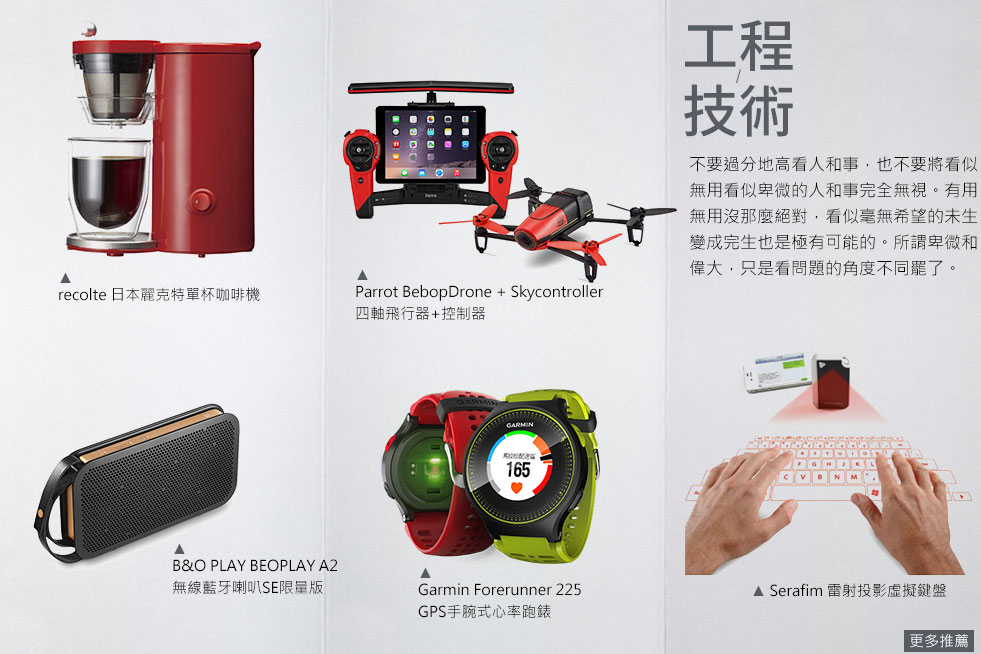 工程
/
技術
不要過分地高看人和事，也不要將看似
無用看似卑微的人和事完全無視。有用
無用沒那麼絕對，看似毫無希望的未生
變成完生也是極有可能的。所謂卑微和
偉大，只是看問題的角度不同罷了。
▲
recolte 日本麗克特單杯咖啡機
▲
Parrot BebopDrone + Skycontroller
四軸飛行器+控制器
▲
B&O PLAY BEOPLAY A2
無線藍牙喇叭SE限量版
GARMIN
GARMIN
165
▲
Garmin Forerunner 225
GPS手腕式心率跑錶
G H J K L
C V B N M
▲ Serafim 雷射投影虛擬鍵盤
更多推薦